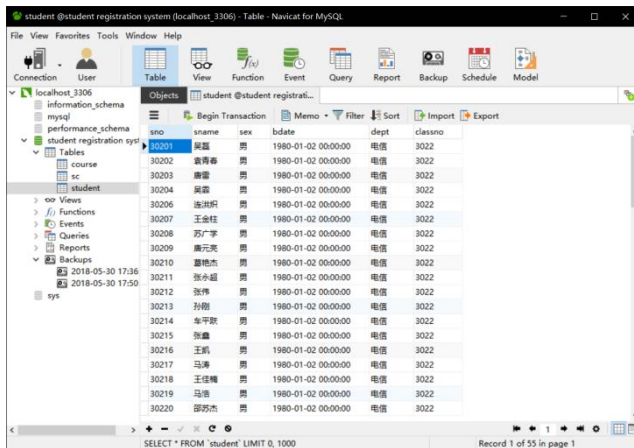 student @student registration system (localhost_3306) - Table - Navicat for MySQL
File View Favorites Tools Window Help
Connection User Table View Function Event Query Report Backup Schedule Model
localhost_3306
information_schema
mysql
performance_schema
student registration syst
Tables
course
sc
student
Views
Functions
Events
Queries
Reports
Backups
2018-05-30 17:36
2018-05-30 17:50
sys
Objects student @student registrati...
Begin Transaction Memo Filter Sort Import Export
sno sname sex bdate dept classno
30201 吴磊 男 1980-01-02 00:00:00 电信 3022
30202 袁青春 男 1980-01-02 00:00:00 电信 3022
30203 唐雷 男 1980-01-02 00:00:00 电信 3022
30204 吴霖 男 1980-01-02 00:00:00 电信 3022
30206 连洪炽 男 1980-01-02 00:00:00 电信 3022
30207 王金柱 男 1980-01-02 00:00:00 电信 3022
30208 苏广宇 男 1980-01-02 00:00:00 电信 3022
30209 唐元亮 男 1980-01-02 00:00:00 电信 3022
30210 男 1980-01-02 00:00:00 电信 3022
30211 张永超 男 1980-01-02 00:00:00 电信 3022
30212 张伟 男 1980-01-02 00:00:00 电信 3022
30213 孙刚 男 1980-01-02 00:00:00 电信 3022
30214 车平跃 男 1980-01-02 00:00:00 电信 3022
30215 张鑫 男 1980-01-02 00:00:00 电信 3022
30216 王凯 男 1980-01-02 00:00:00 电信 3022
30217 马涛 男 1980-01-02 00:00:00 电信 3022
30218 王佳楠 男 1980-01-02 00:00:00 电信 3022
30219 马浩 男 1980-01-02 00:00:00 电信 3022
30220 邵苏杰 男 1980-01-02 00:00:00 电信 3022
1
SELECT * FROM `student` LIMIT 0, 1000 Record 1 of 55 in page 1